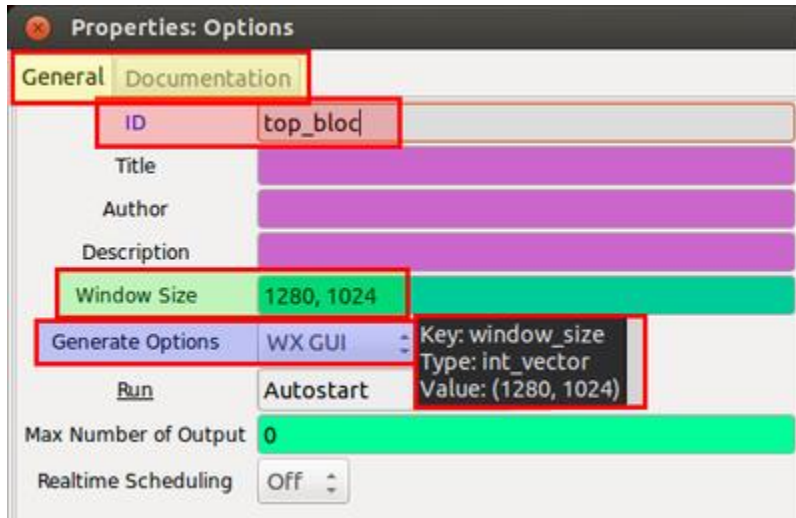 Properties: Options
General Documentation
ID top_bloc
Title
Author
Description
Window Size 1280, 1024
Generate Options WX GUI
Key: window_size
Type: int_vector
Value: (1280, 1024)
Run Autostart
Max Number of Output 0
Realtime Scheduling Off